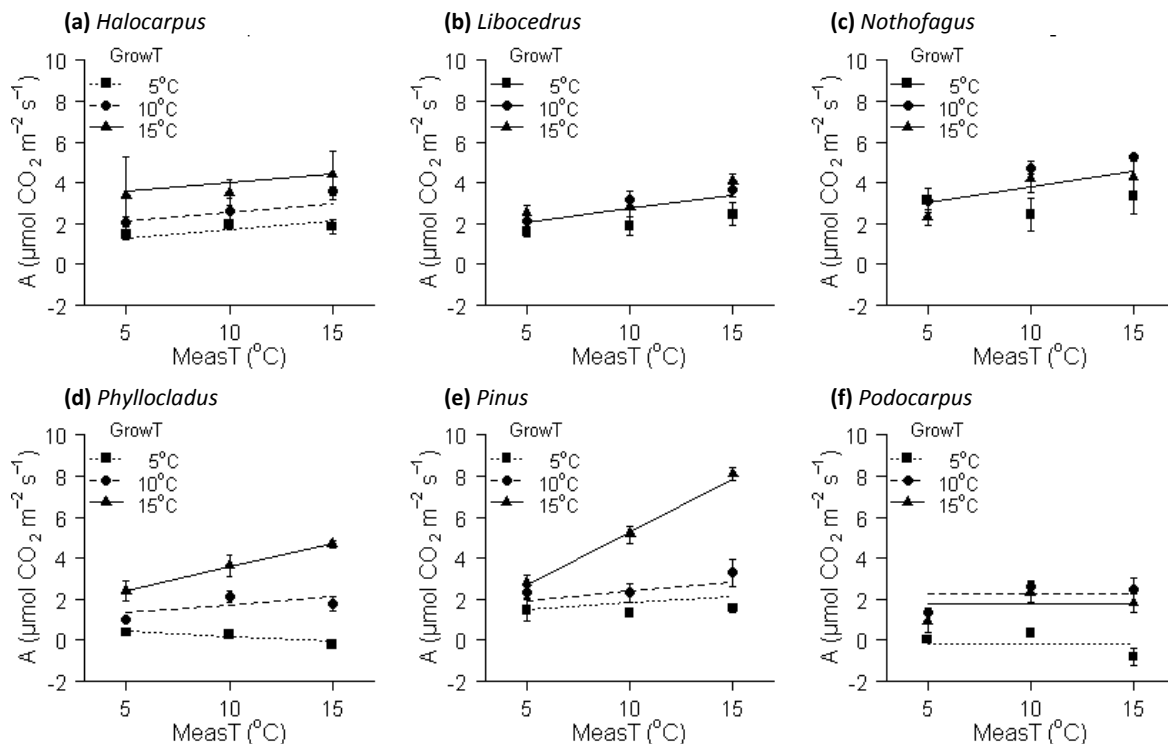 (a) Halocarpus
GrowT
5°C
10°C
15°C
10
8
6
4
2
0
-2
A (µmol CO₂ m⁻² s⁻¹)
5 10 15
MeasT (°C)
(b) Libocedrus
GrowT
5°C
10°C
15°C
10
8
6
4
2
0
-2
A (µmol CO₂ m⁻² s⁻¹)
5 10 15
MeasT (°C)
(c) Nothofagus
GrowT
5°C
10°C
15°C
10
8
6
4
2
0
-2
A (µmol CO₂ m⁻² s⁻¹)
5 10 15
MeasT (°C)
(d) Phyllocladus
GrowT
5°C
10°C
15°C
10
8
6
4
2
0
-2
A (µmol CO₂ m⁻² s⁻¹)
5 10 15
MeasT (°C)
(e) Pinus
GrowT
5°C
10°C
15°C
10
8
6
4
2
0
-2
A (µmol CO₂ m⁻² s⁻¹)
5 10 15
MeasT (°C)
(f) Podocarpus
GrowT
5°C
10°C
15°C
10
8
6
4
2
0
-2
A (µmol CO₂ m⁻² s⁻¹)
5 10 15
MeasT (°C)